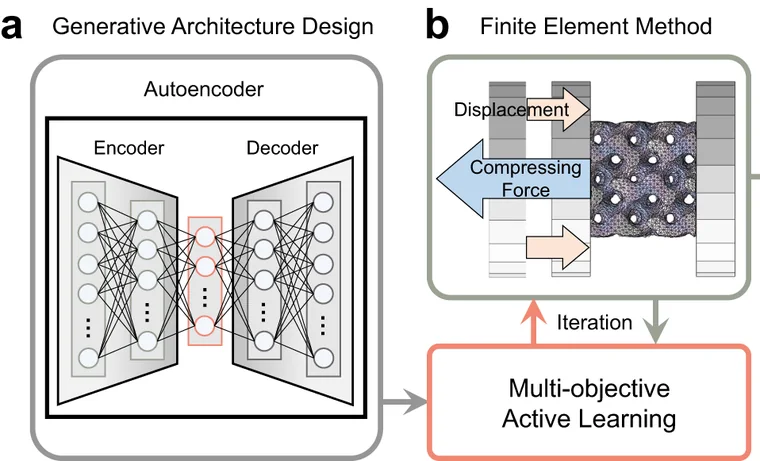 a
Generative Architecture Design
Autoencoder
Encoder
Decoder
b
Finite Element Method
Displacement
Compressing
Force
Iteration
Multi-objective
Active Learning